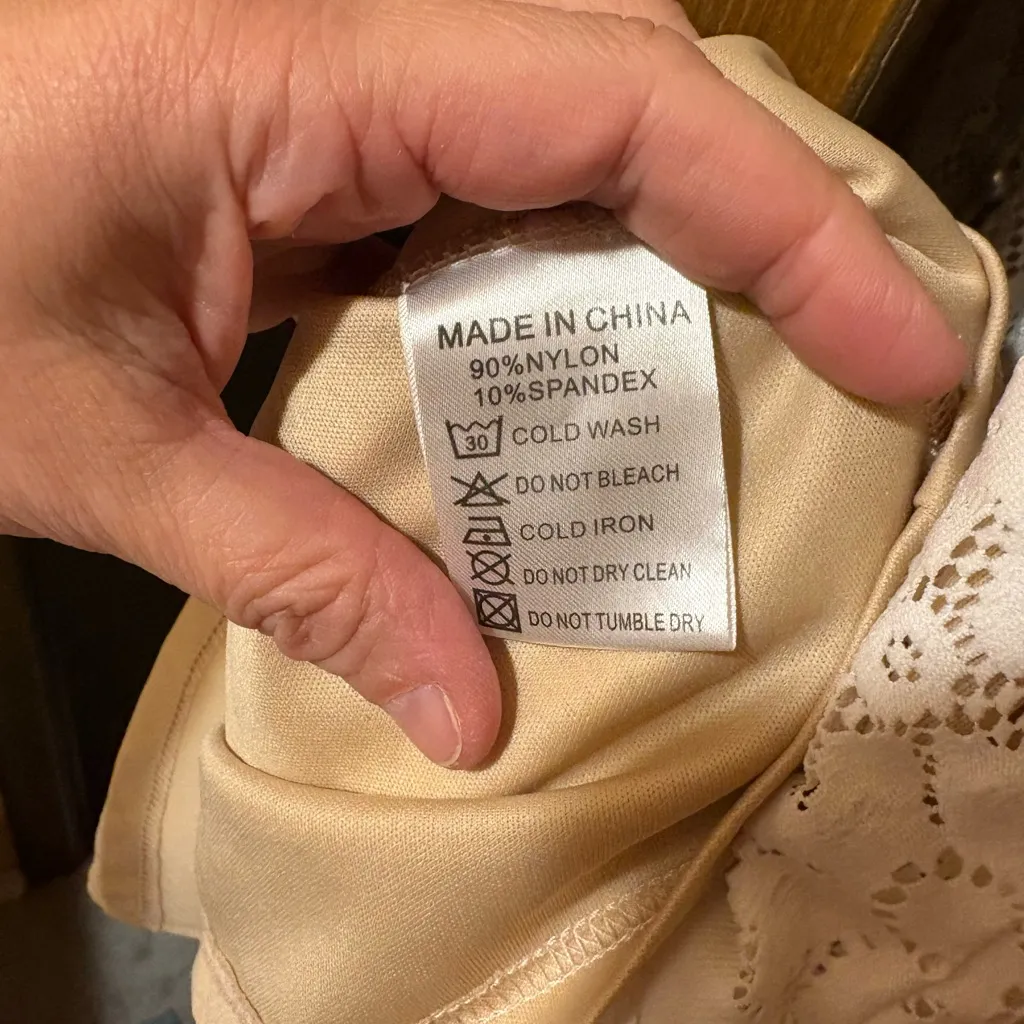 MADE IN CHINA
90%NYLON
10%SPANDEX
30 COLD WASH
DO NOT BLEACH
COLD IRON
DO NOT DRY CLEAN
DO NOT TUMBLE DRY